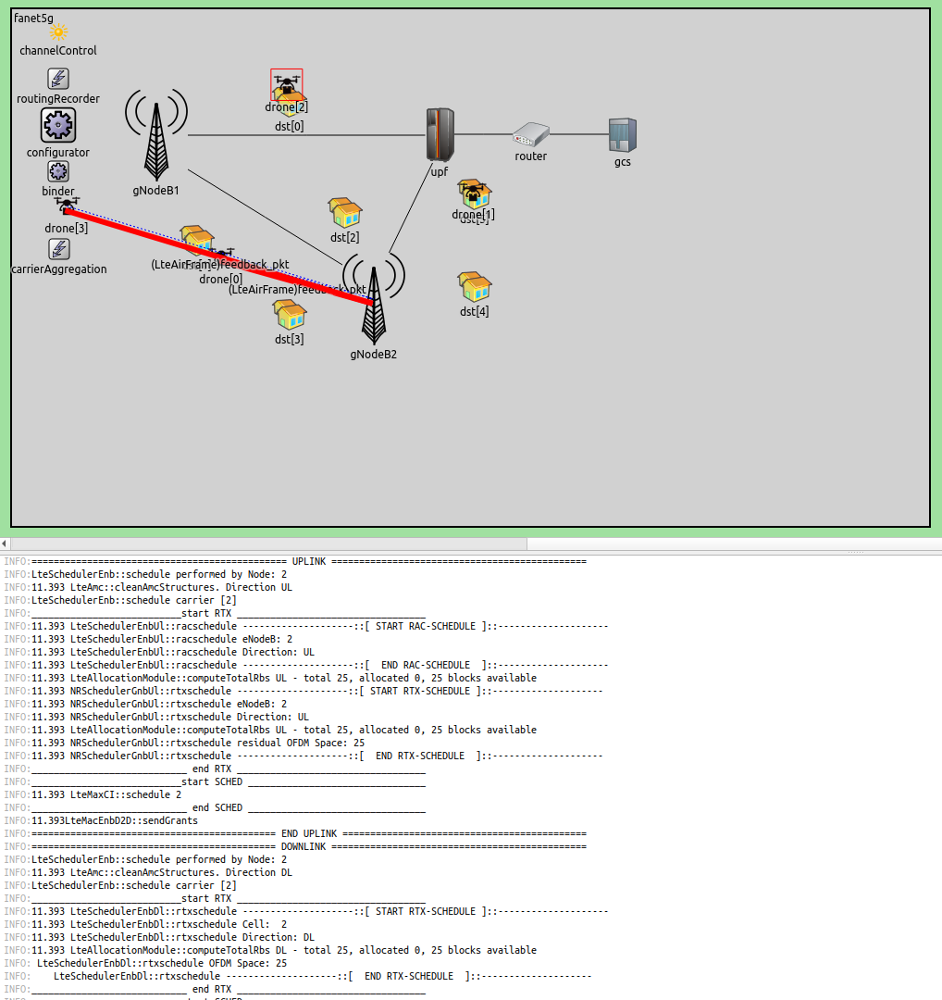 fanet5g
channelControl
routingRecorder
configurator
binder
drone[3]
carrierAggregation
gNodeB1
drone[2]
dst[0]
upf
router
gcs
dst[2]
drone[1]
(LteAirFrame)feedback_pkt
drone[0]
(LteAirFrame)feedback_pkt
dst[3]
dst[4]
gNodeB2
INFO:============================================== UPLINK ==============================================
INFO:LteSchedulerEnb::schedule performed by Node: 2
INFO:11.393 LteAmc::cleanAmcStructures. Direction UL
INFO:LteSchedulerEnb::schedule carrier [2]
INFO:___________________________start RTX __________________________________
INFO:11.393 LteSchedulerEnbUl::racschedule --------------------::[ START RAC-SCHEDULE ]::--------------------
INFO:11.393 LteSchedulerEnbUl::racschedule eNodeB: 2
INFO:11.393 LteSchedulerEnbUl::racschedule Direction: UL
INFO:11.393 LteSchedulerEnbUl::racschedule --------------------::[  END RAC-SCHEDULE  ]::--------------------
INFO:11.393 LteAllocationModule::computeTotalRbs UL - total 25, allocated 0, 25 blocks available
INFO:11.393 NRSchedulerGnbUl::rtxschedule --------------------::[ START RTX-SCHEDULE ]::--------------------
INFO:11.393 NRSchedulerGnbUl::rtxschedule eNodeB: 2
INFO:11.393 NRSchedulerGnbUl::rtxschedule Direction: UL
INFO:11.393 LteAllocationModule::computeTotalRbs UL - total 25, allocated 0, 25 blocks available
INFO:11.393 NRSchedulerGnbUl::rtxschedule residual OFDM Space: 25
INFO:11.393 NRSchedulerGnbUl::rtxschedule --------------------::[  END RTX-SCHEDULE  ]::--------------------
INFO:____________________________ end RTX __________________________________
INFO:___________________________start SCHED ________________________________
INFO:11.393 LteMaxCI::schedule 2
INFO:____________________________ end SCHED ________________________________
INFO:11.393LteMacEnbD2D::sendGrants
INFO:============================================ END UPLINK ============================================
INFO:============================================ DOWNLINK ==============================================
INFO:LteSchedulerEnb::schedule performed by Node: 2
INFO:11.393 LteAmc::cleanAmcStructures. Direction DL
INFO:LteSchedulerEnb::schedule carrier [2]
INFO:___________________________start RTX __________________________________
INFO:11.393 LteSchedulerEnbDl::rtxschedule --------------------::[ START RTX-SCHEDULE ]::--------------------
INFO:11.393 LteSchedulerEnbDl::rtxschedule Cell:  2
INFO:11.393 LteSchedulerEnbDl::rtxschedule Direction: DL
INFO:11.393 LteAllocationModule::computeTotalRbs DL - total 25, allocated 0, 25 blocks available
INFO: LteSchedulerEnbDl::rtxschedule OFDM Space: 25
INFO:    LteSchedulerEnbDl::rtxschedule --------------------::[  END RTX-SCHEDULE  ]::--------------------
INFO:____________________________ end RTX __________________________________